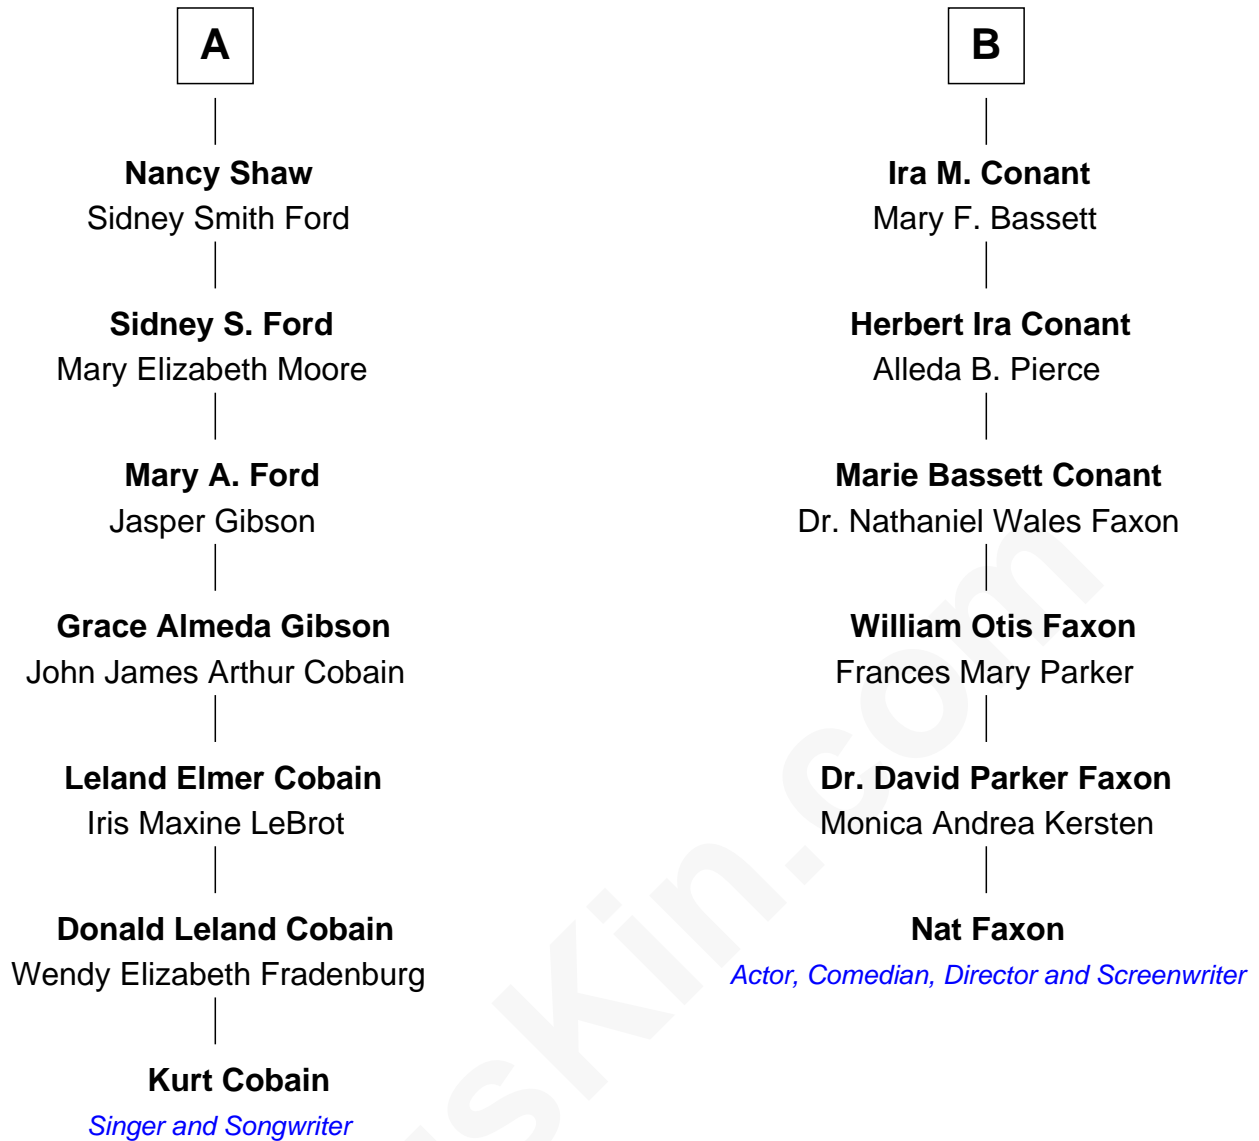 A
Nancy Shaw
Sidney Smith Ford
Sidney S. Ford
Mary Elizabeth Moore
Mary A. Ford
Jasper Gibson
Grace Almeda Gibson
John James Arthur Cobain
Leland Elmer Cobain
Iris Maxine LeBrot
Donald Leland Cobain
Wendy Elizabeth Fradenburg
Kurt Cobain
Singer and Songwriter
B
Ira M. Conant
Mary F. Bassett
Herbert Ira Conant
Alleda B. Pierce
Marie Bassett Conant
Dr. Nathaniel Wales Faxon
William Otis Faxon
Frances Mary Parker
Dr. David Parker Faxon
Monica Andrea Kersten
Nat Faxon
Actor, Comedian, Director and Screenwriter
sKin.com